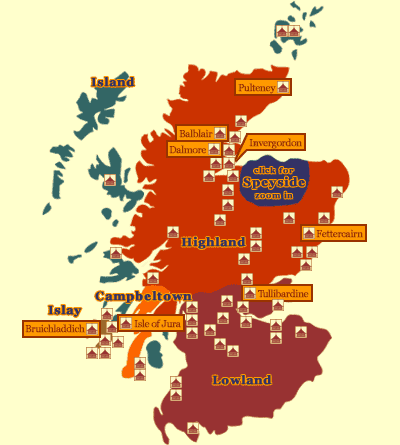 Island
Pulteney
Balblair
Invergordon
Dalmore
click for
Speyside
zoom in
Fettercairn
Highland
Campbeltown
Tullibardine
Islay
Isle of Jura
Bruichladdich
Lowland